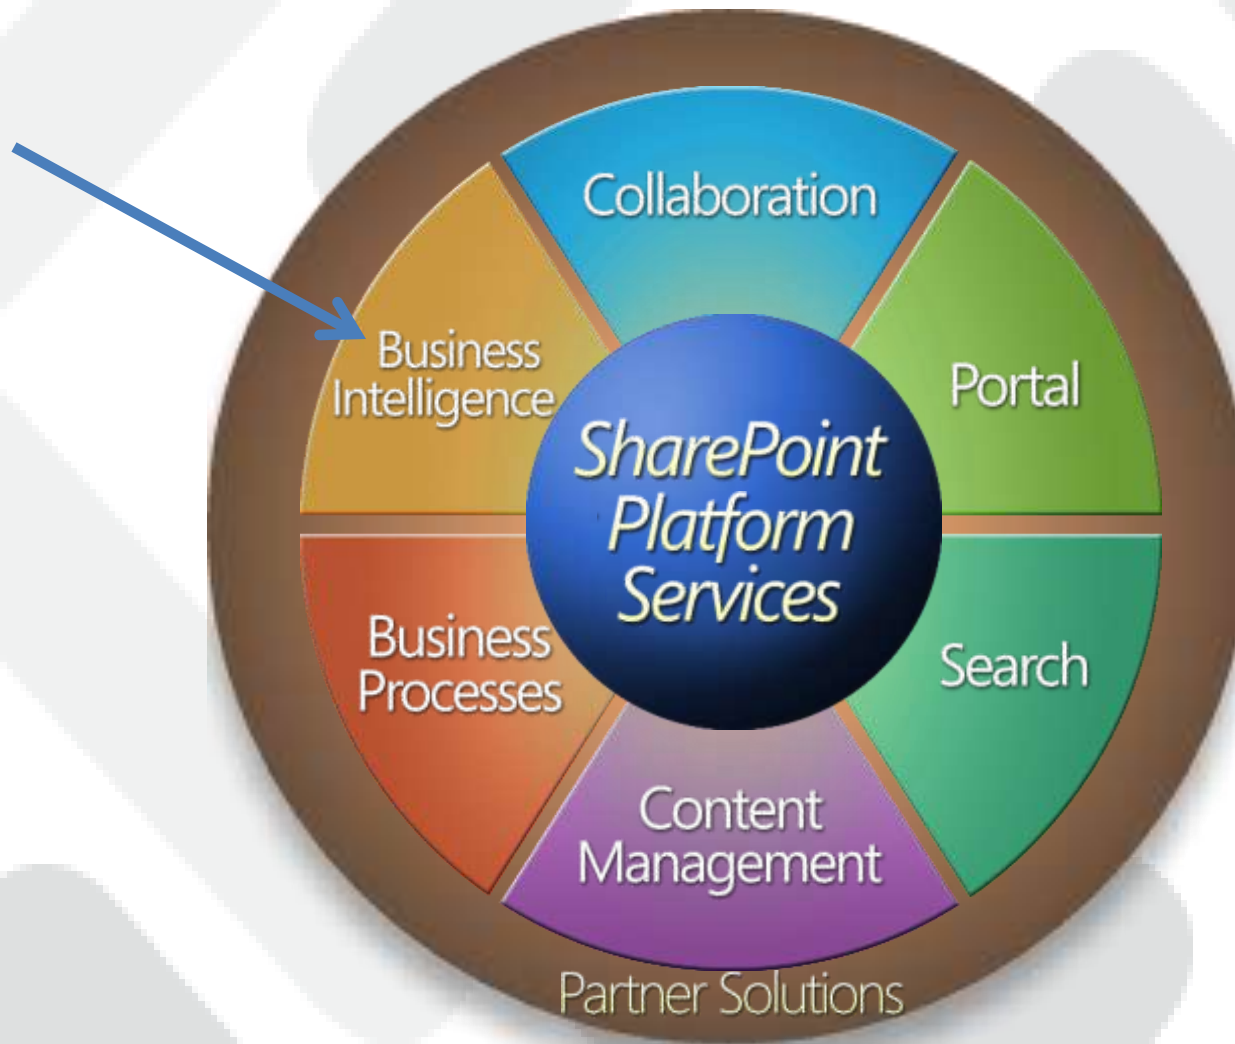 Collaboration
Business
Intelligence
Portal
SharePoint
Platform
Services
Business
Processes
Search
Content
Management
Partner Solutions